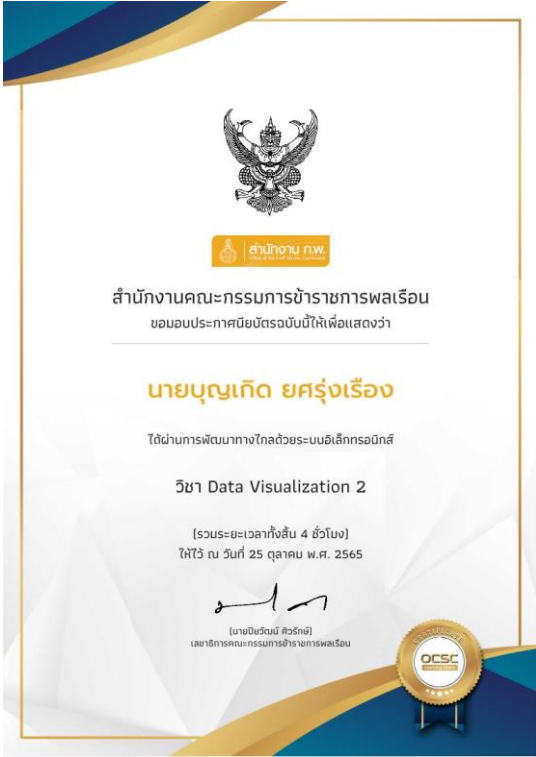 สำนักงาน ก.พ.
Office of the Civil Service Commission
สำนักงานคณะกรรมการข้าราชการพลเรือน
ขอมอบประกาศนียบัตรฉบับนี้ให้เพื่อแสดงว่า
นายบุญเกิด ยศรุ่งเรือง
ได้ผ่านการพัฒนาทางไกลด้วยระบบอิเล็กทรอนิกส์
วิชา Data Visualization 2
(รวมระยะเวลาทั้งสิ้น 4 ชั่วโมง)
ให้ไว้ ณ วันที่ 25 ตุลาคม พ.ศ. 2565
(นายปิยวัฒน์ ศิวรักษ์)
เลขาธิการคณะกรรมการข้าราชการพลเรือน
CERTIFICATE
OCSC